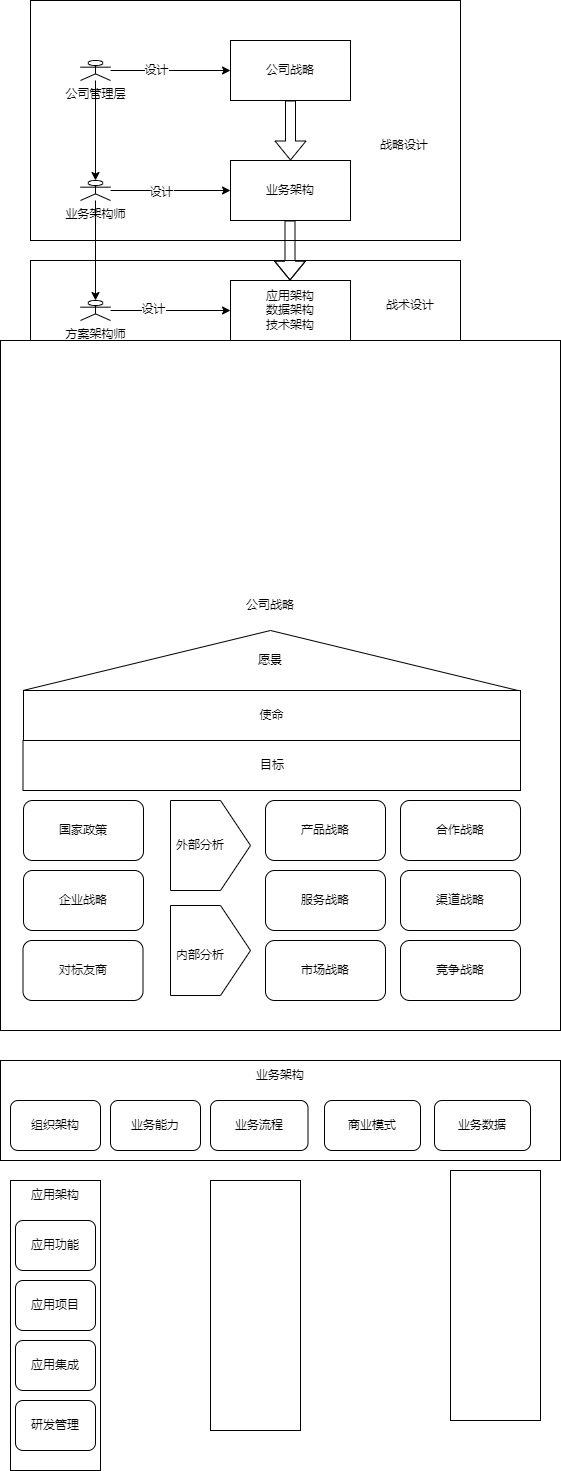 设计
公司战略
公司管理层
战略设计
设计
业务架构
业务架构师
应用架构
数据架构
技术架构
设计
战术设计
方案架构师
公司战略
愿景
使命
目标
国家政策
外部分析
产品战略
合作战略
企业战略
服务战略
渠道战略
内部分析
对标友商
市场战略
竞争战略
业务架构
组织架构
业务能力
业务流程
商业模式
业务数据
应用架构
应用功能
应用项目
应用集成
研发管理